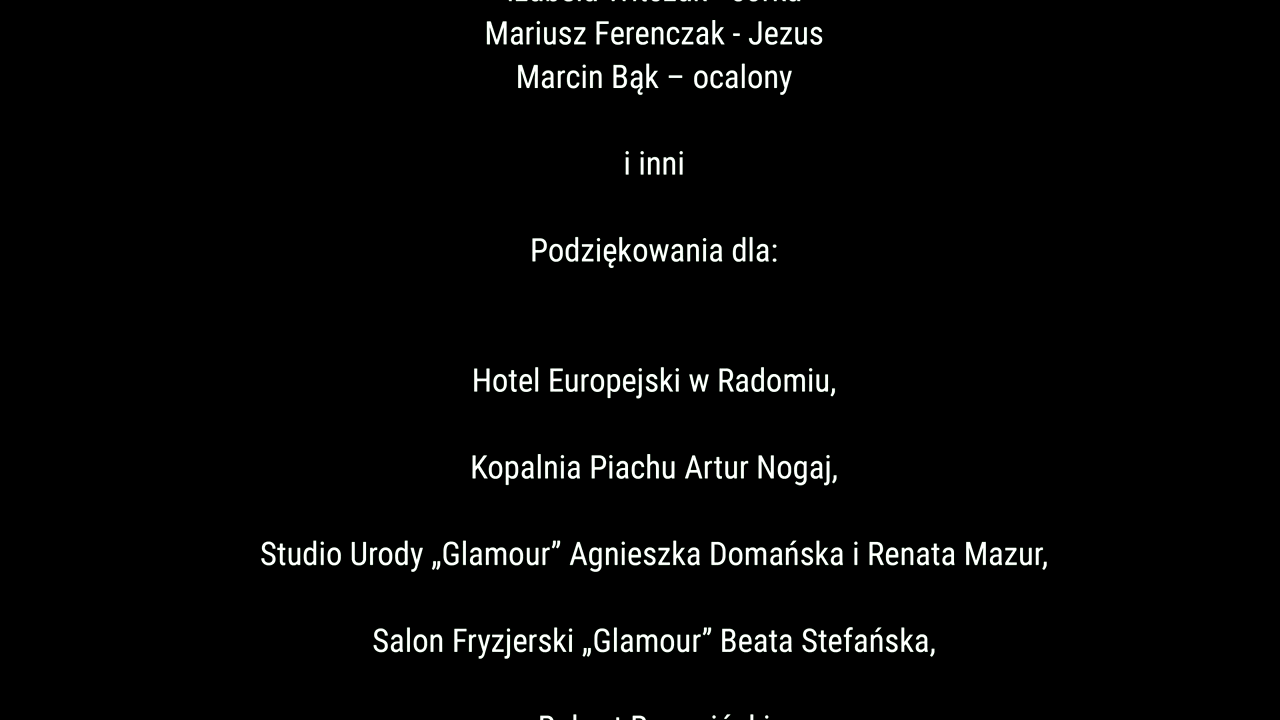 Mariusz Ferenczak - Jezus
Marcin Bąk – ocalony
i inni
Podziękowania dla:
Hotel Europejski w Radomiu,
Kopalnia Piachu Artur Nogaj,
Studio Urody „Glamour” Agnieszka Domańska i Renata Mazur,
Salon Fryzjerski „Glamour” Beata Stefańska,